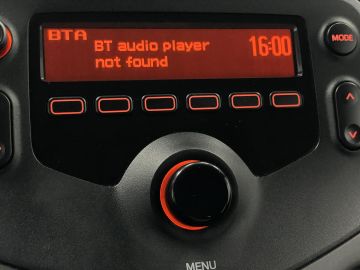 BTA
BT audio player 16:00
not found
MODE
MENU